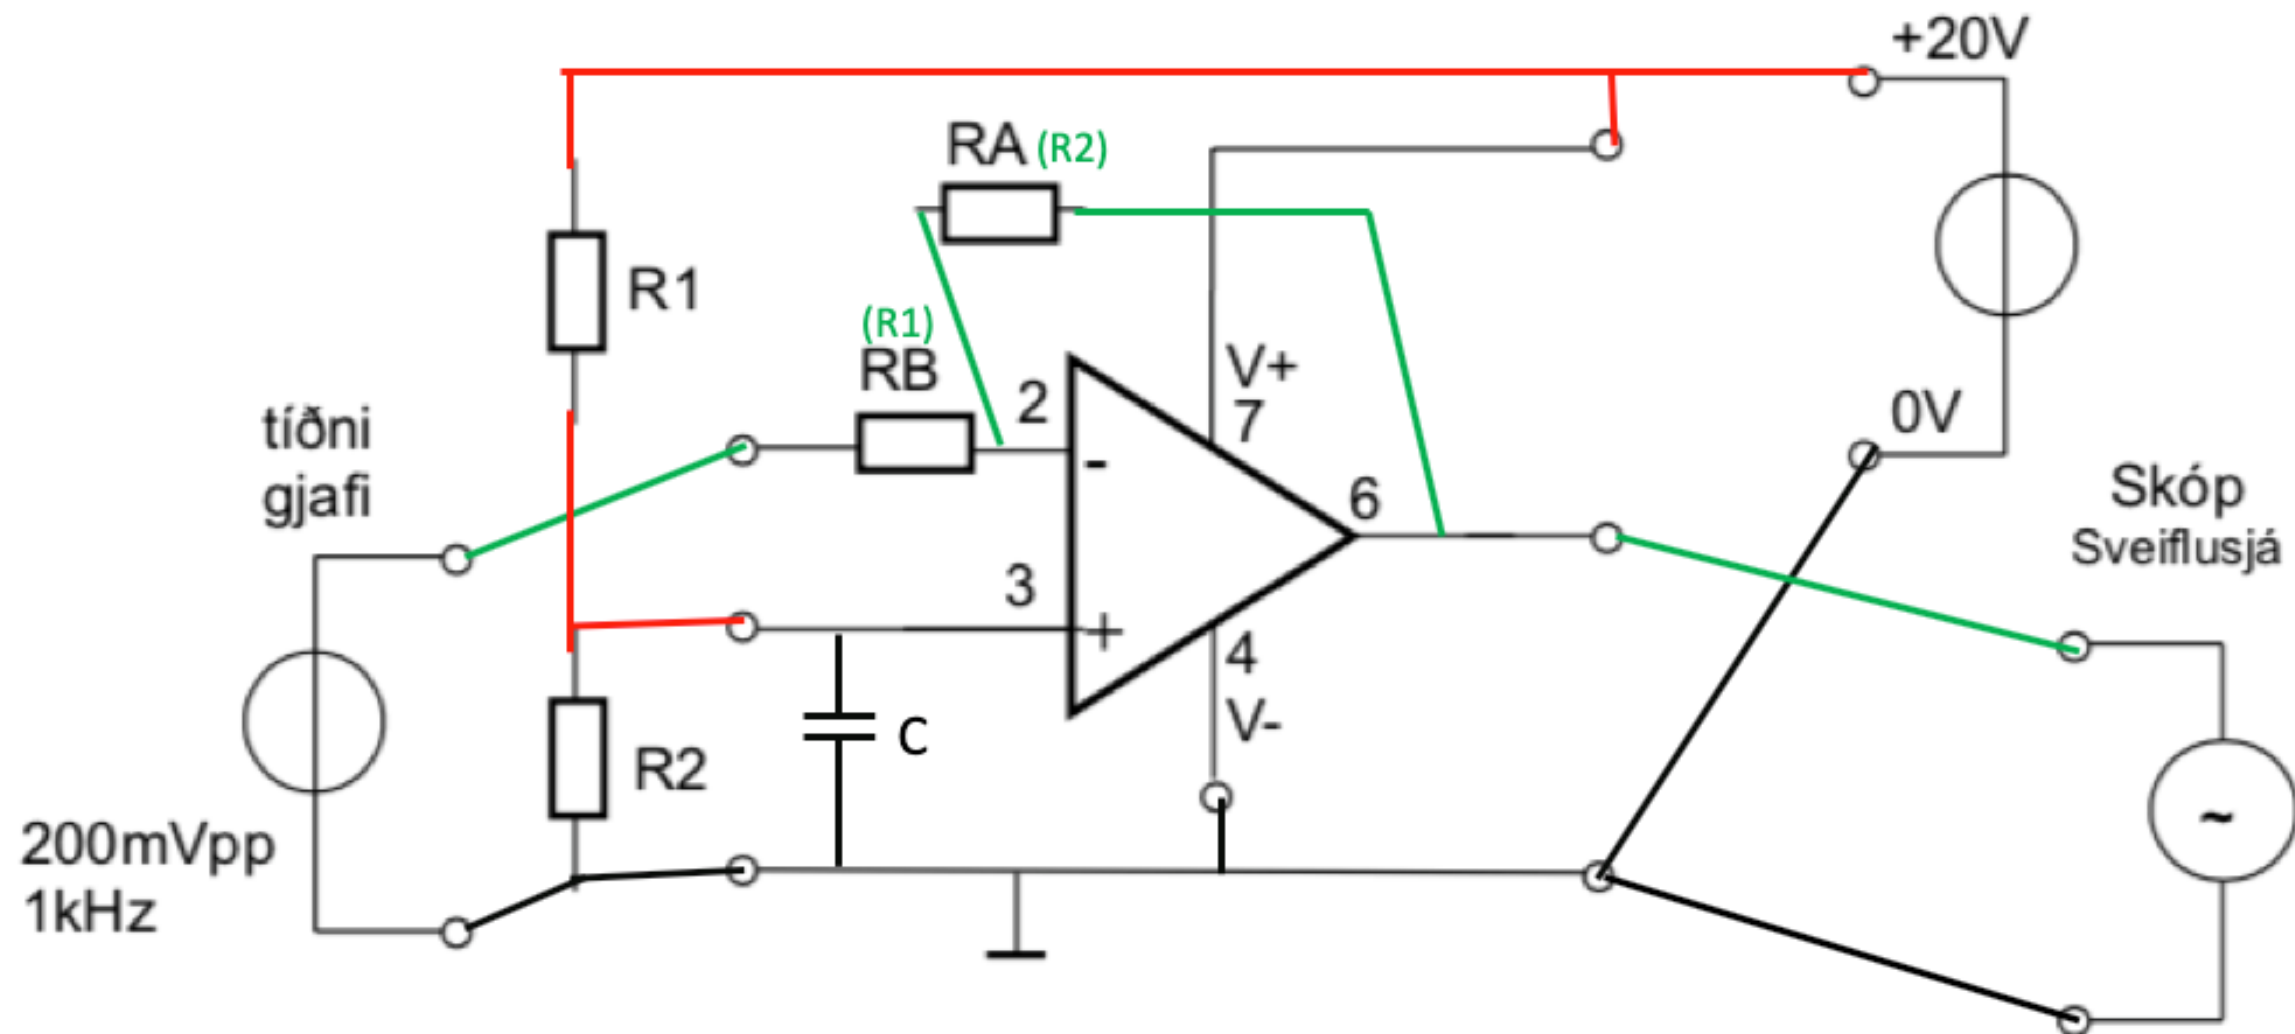 +20V
RA (R2)
R1
(R1)
RB
2
V+
7
0V
tíðni
gjafi
6
Skóp
Sveiflusjá
-
3
+
4
V-
C
R2
~
200mVpp
1kHz